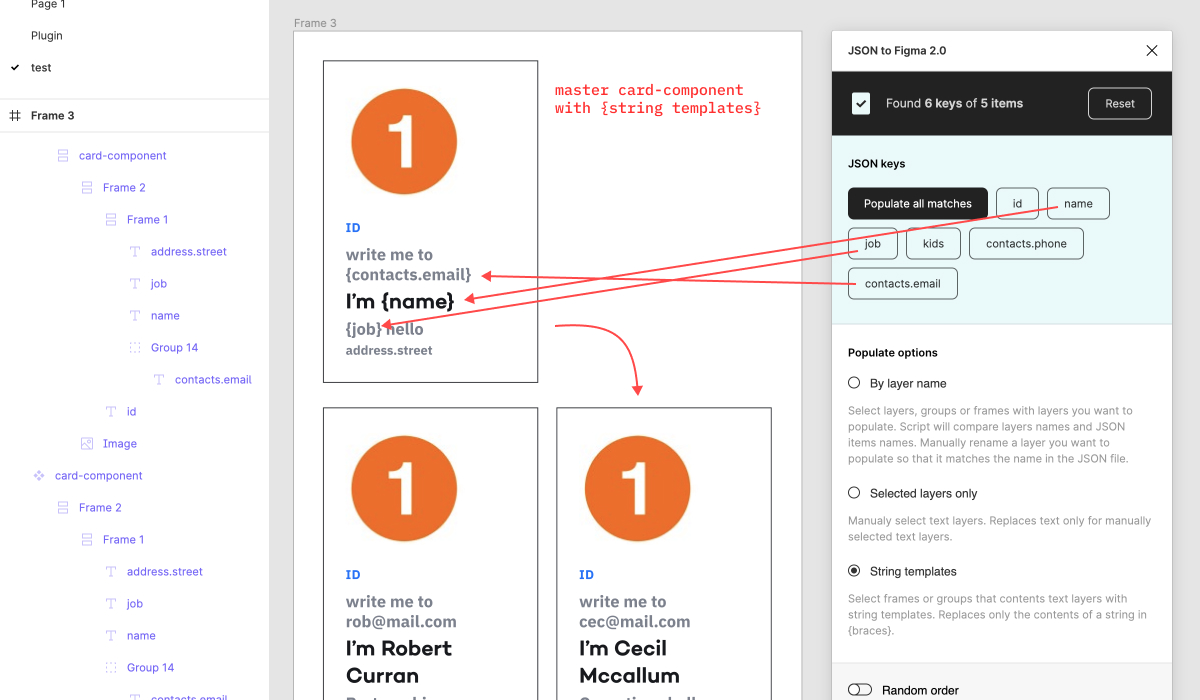 Page 1
Plugin
test
Frame 3
card-component
Frame 2
Frame 1
address.street
job
name
Group 14
contacts.email
id
Image
card-component
Frame 2
Frame 1
address.street
job
name
Group 14
contacts.email
Frame 3
1
ID
write me to
{contacts.email}
I’m {name}
{job} hello
address.street
master card-component
with {string templates}
1
ID
write me to
rob@mail.com
I’m Robert
Curran
1
ID
write me to
cec@mail.com
I’m Cecil
Mccallum
JSON to Figma 2.0
Found 6 keys of 5 items
Reset
JSON keys
Populate all matches
id
name
job
kids
contacts.phone
contacts.email
Populate options
By layer name
Select layers, groups or frames with layers you want to
populate. Script will compare layers names and JSON
items names. Manually rename a layer you want to
populate so that it matches the name in the JSON file.
Selected layers only
Manualy select text layers. Replaces text only for manually
selected text layers.
String templates
Select frames or groups that contents text layers with
string templates. Replaces only the contents of a string in
{braces}.
Random order